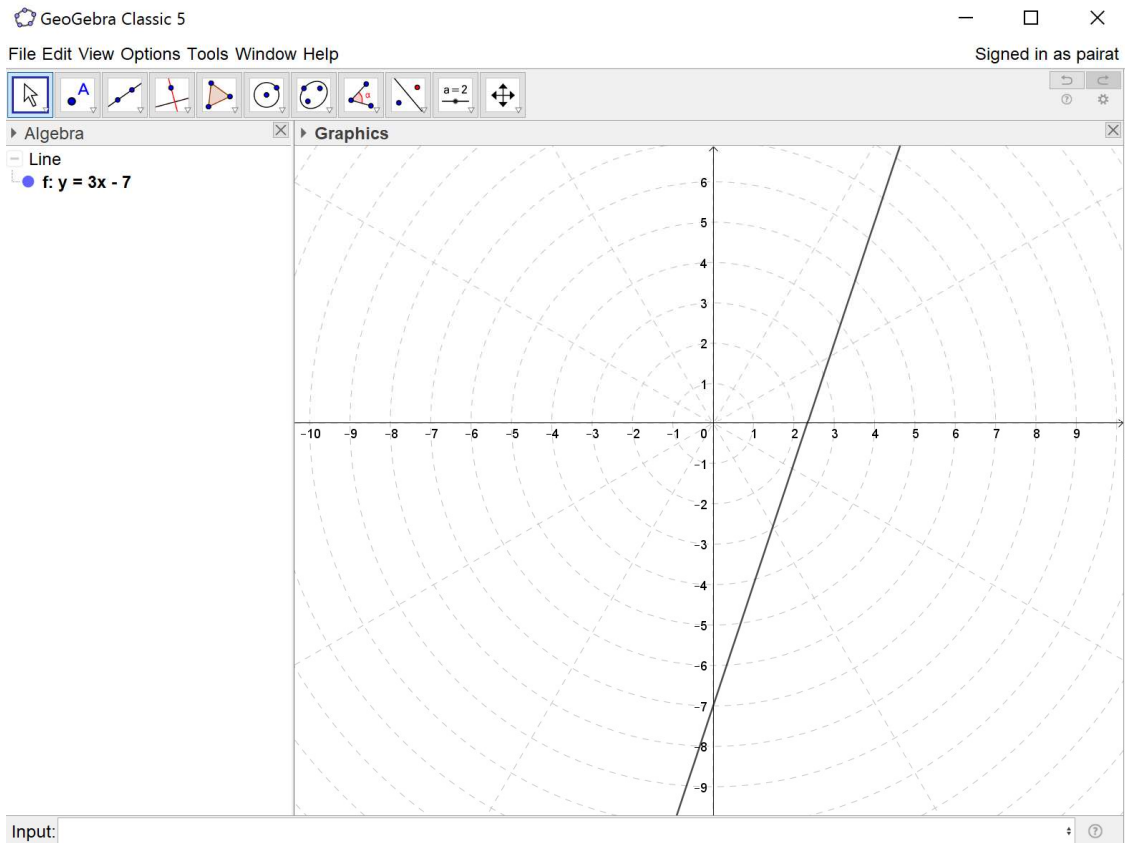 GeoGebra Classic 5
File Edit View Options Tools Window Help
Signed in as pairat
A
α
a=2
Algebra
Graphics
Line
f: y = 3x - 7
6
5
4
3
2
1
-10 -9 -8 -7 -6 -5 -4 -3 -2 -1 0 1 2 3 4 5 6 7 8 9
-1
-2
-3
-4
-5
-6
-7
-8
-9
Input: